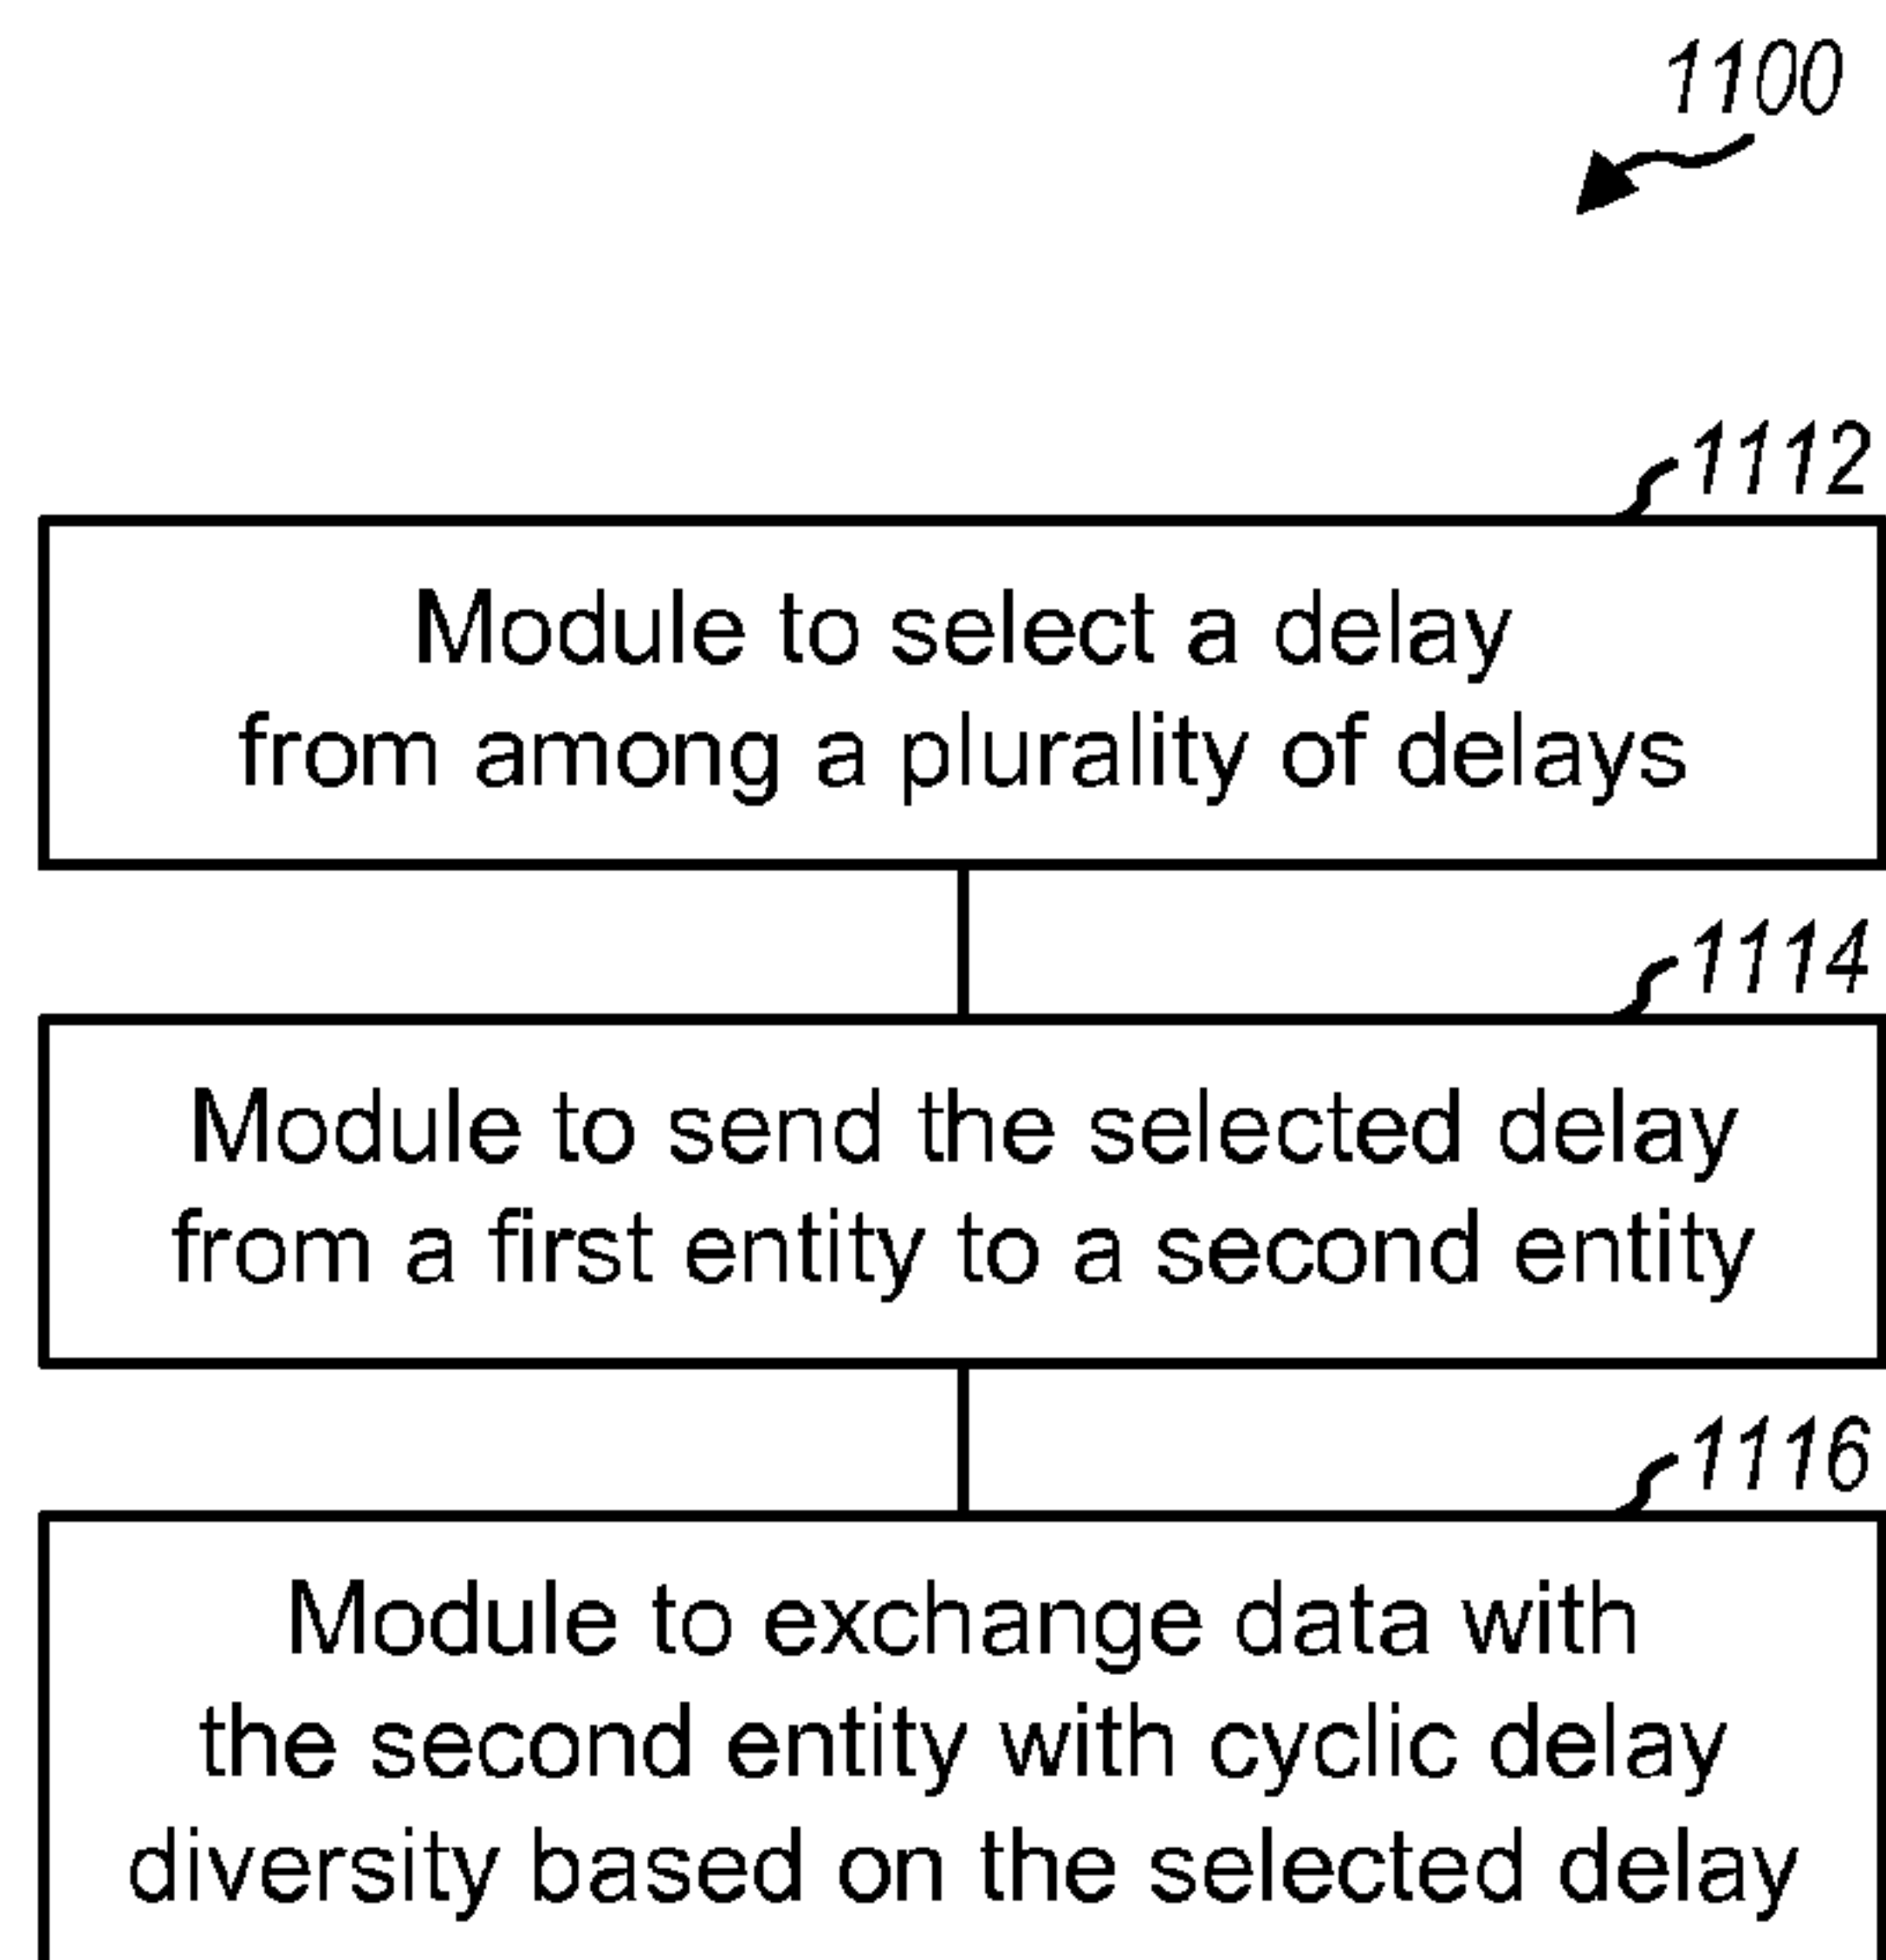 1100
1112
Module to select a delay
from among a plurality of delays
1114
Module to send the selected delay
from a first entity to a second entity
1116
Module to exchange data with
the second entity with cyclic delay
diversity based on the selected delay